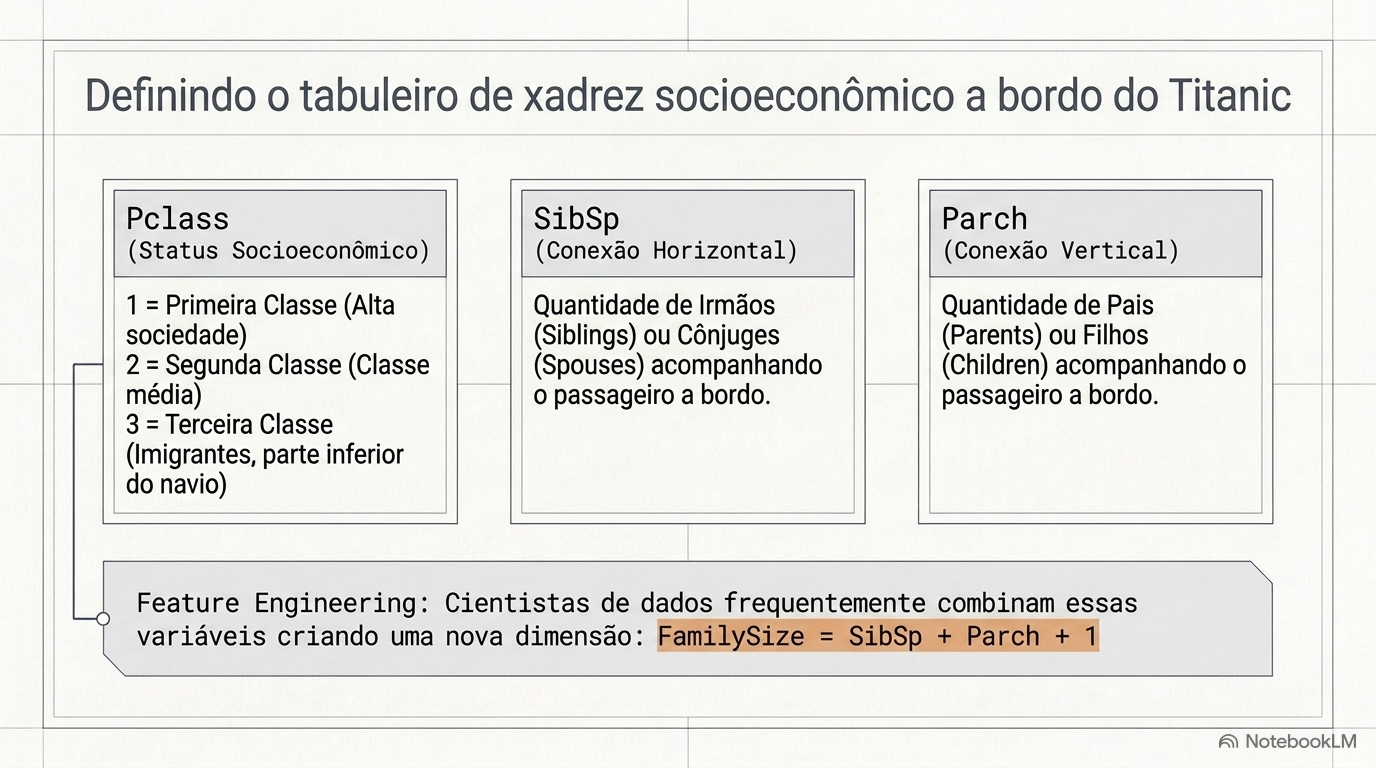 Definindo o tabuleiro de xadrez socioeconômico a bordo do Titanic
Pclass
(Status Socioeconômico)
1 = Primeira Classe (Alta
sociedade)
2 = Segunda Classe (Classe
média)
3 = Terceira Classe
(Imigrantes, parte inferior
do navio)
SibSp
(Conexão Horizontal)
Quantidade de Irmãos
(Siblings) ou Cônjuges
(Spouses) acompanhando
o passageiro a bordo.
Parch
(Conexão Vertical)
Quantidade de Pais
(Parents) ou Filhos
(Children) acompanhando o
passageiro a bordo.
Feature Engineering: Cientistas de dados frequentemente combinam essas
variáveis criando uma nova dimensão: FamilySize = SibSp + Parch + 1
NotebookLM